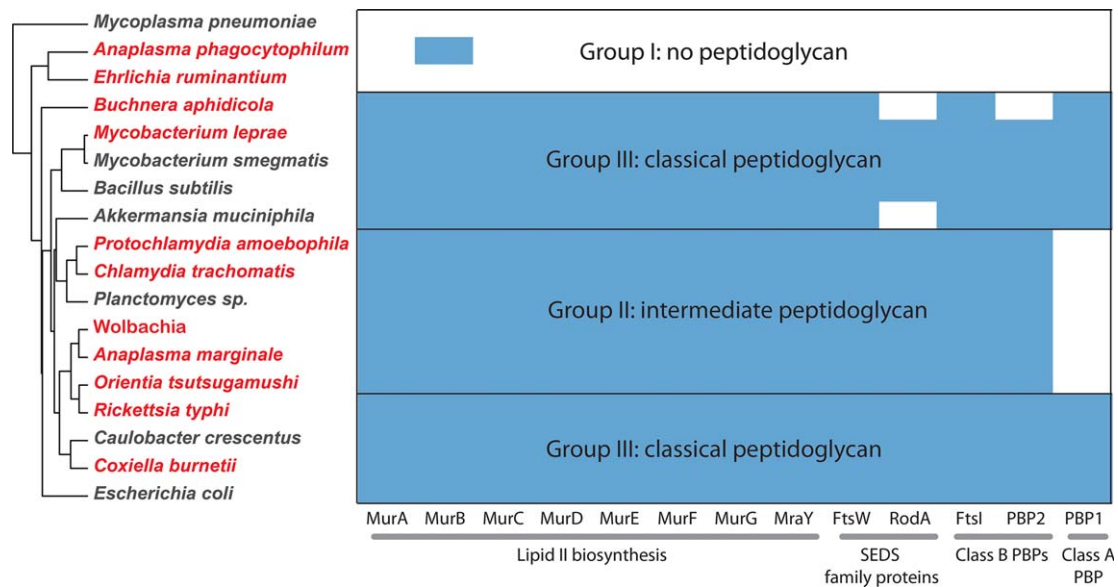 Mycoplasma pneumoniae
Anaplasma phagocytophilum
Ehrlichia ruminantium
Buchnera aphidicola
Mycobacterium leprae
Mycobacterium smegmatis
Bacillus subtilis
Akkermansia muciniphila
Protochlamydia amoebophila
Chlamydia trachomatis
Planctomyces sp.
Wolbachia
Anaplasma marginale
Orientia tsutsugamushi
Rickettsia typhi
Caulobacter crescentus
Coxiella burnetii
Escherichia coli
Group I: no peptidoglycan
Group III: classical peptidoglycan
Group II: intermediate peptidoglycan
Group III: classical peptidoglycan
MurA MurB MurC MurD MurE MurF MurG MraY FtsW RodA FtsI PBP2 PBP1
Lipid II biosynthesis
SEDS
family proteins
Class B PBPs
Class A
PBP